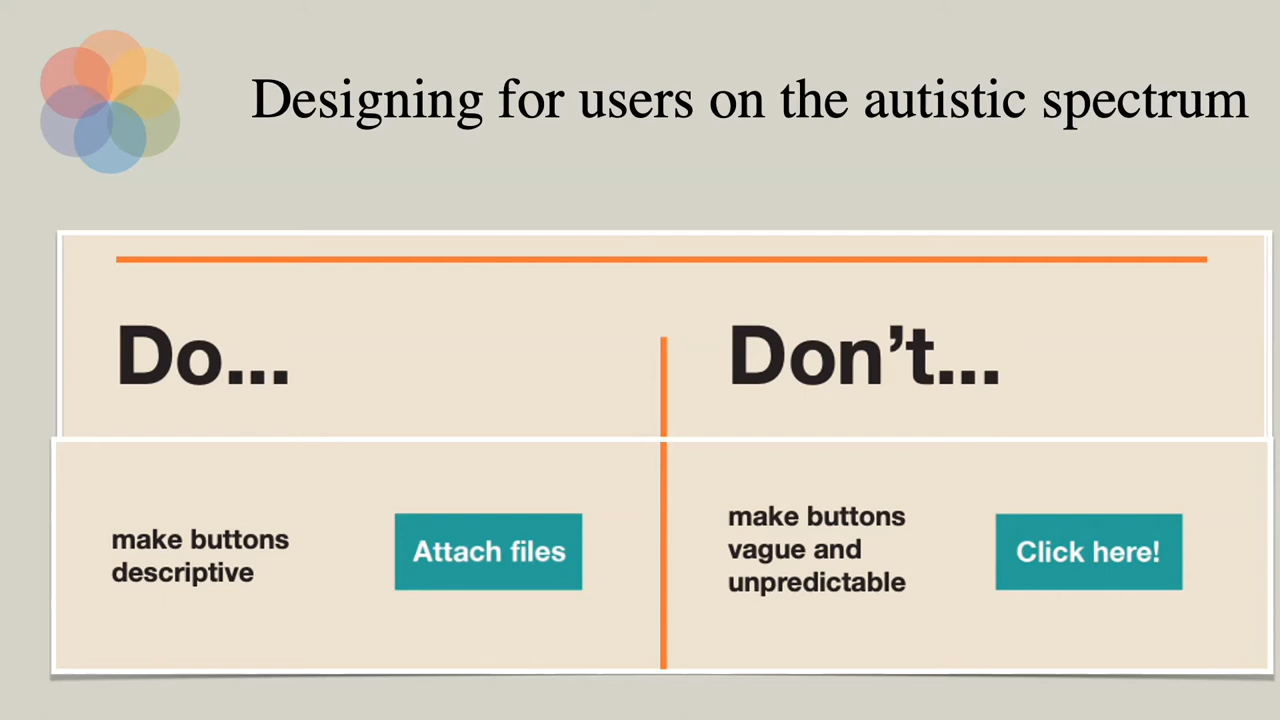 Designing for users on the autistic spectrum
Do...
Don’t...
make buttons
descriptive
Attach files
make buttons
vague and
unpredictable
Click here!